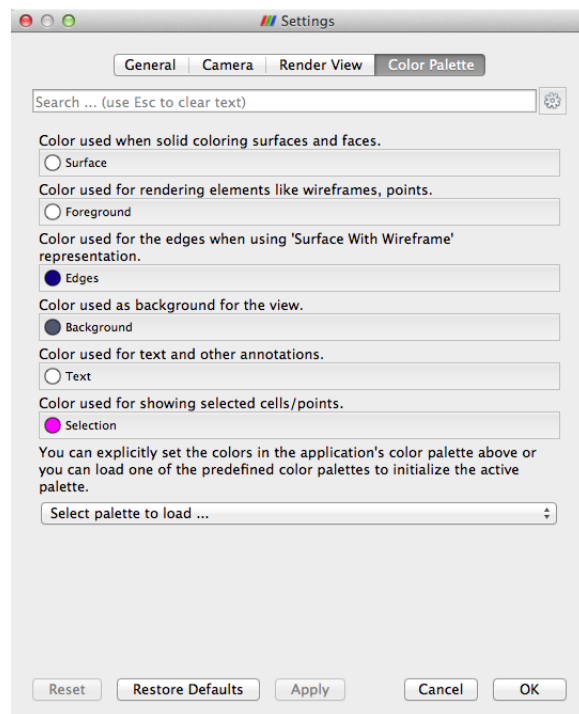 Settings
General Camera Render View Color Palette
Search ... (use Esc to clear text)
Color used when solid coloring surfaces and faces.
Surface
Color used for rendering elements like wireframes, points.
Foreground
Color used for the edges when using 'Surface With Wireframe'
representation.
Edges
Color used as background for the view.
Background
Color used for text and other annotations.
Text
Color used for showing selected cells/points.
Selection
You can explicitly set the colors in the application's color palette above or
you can load one of the predefined color palettes to initialize the active
palette.
Select palette to load ...
Reset Restore Defaults Apply Cancel OK